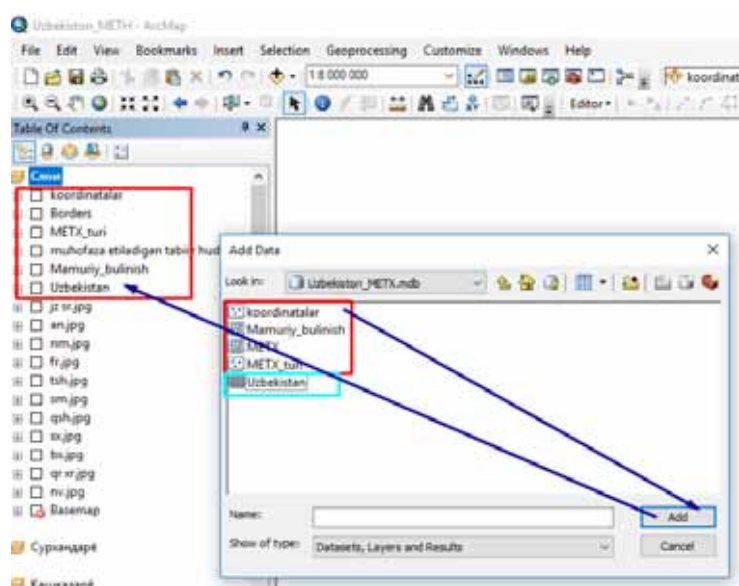 Uzbekiston_METH - ArcMap
File Edit View Bookmarks Insert Selection Geoprocessing Customize Windows Help
1:8 000 000
koordinat
Editor
Table Of Contents
Слои
koordinatalar
Borders
METX_turi
muhofaza etiladigan tabiiy hud
Mamuriy_bulinish
Uzbekistan
jz sr.jpg
an.jpg
nm.jpg
fr.jpg
tsh.jpg
sm.jpg
qsh.jpg
sx.jpg
bx.jpg
qr xr.jpg
nv.jpg
Basemap
Сурхандарё
Кашкадарё
Add Data
Look in: Uzbekiston_METX.mdb
koordinatalar
Mamuriy_bulinish
METX
METX_turi
Uzbekistan
Name:
Add
Show of type: Datasets, Layers and Results
Cancel